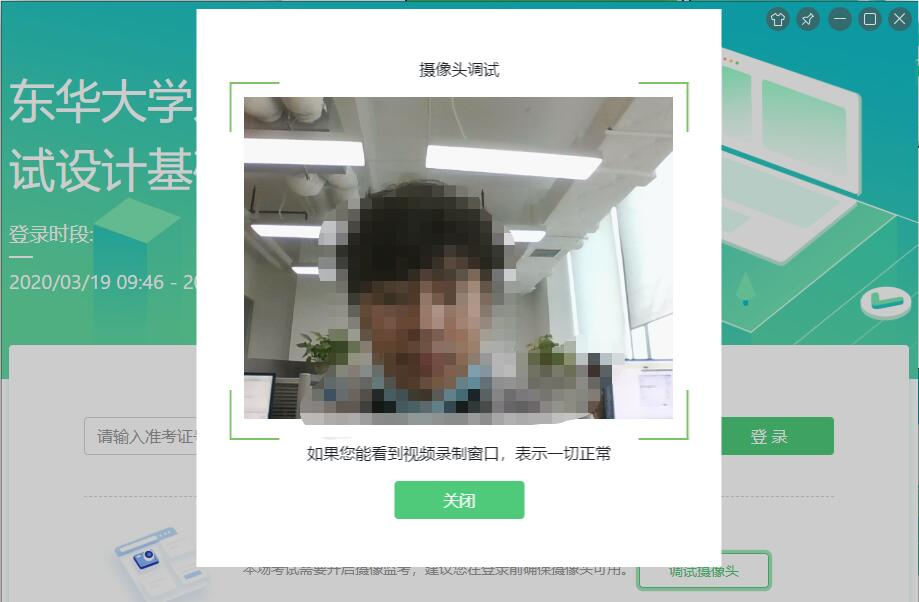 摄像头调试
东华大学
试设计基
登录时段:
2020/03/19 09:46 - 20
请输入准考证
登录
如果您能看到视频录制窗口，表示一切正常
关闭
本场考试需要开启摄像监考，建议您在登录前确保摄像头可用。
调试摄像头